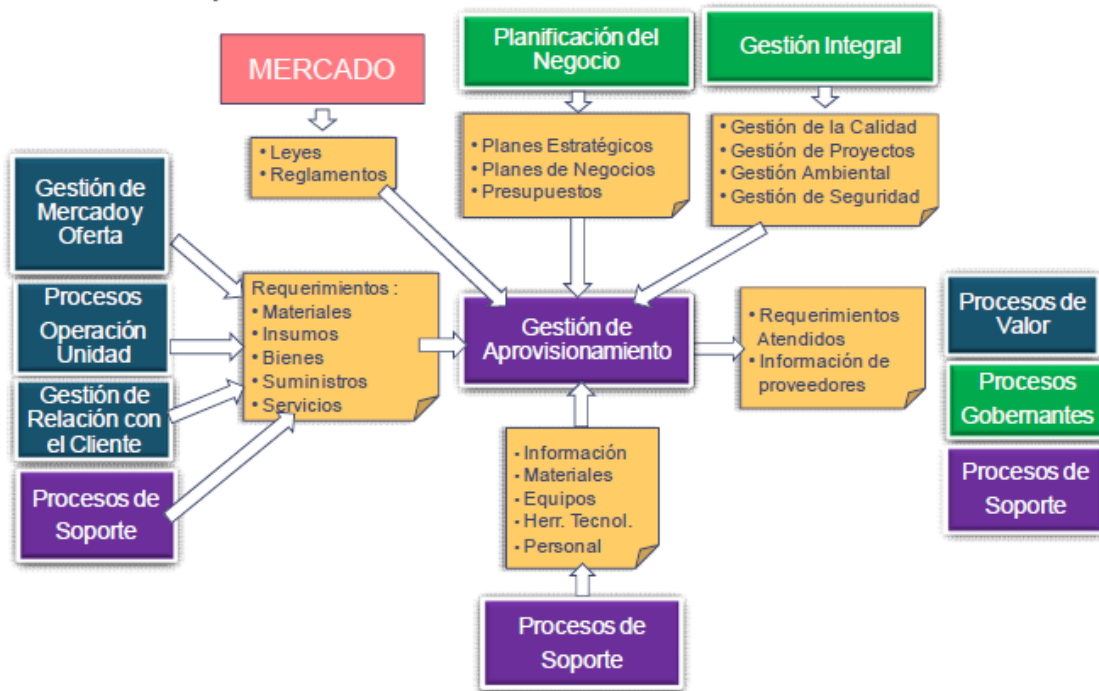 MERCADO
Planificación del
Negocio
Gestión Integral
• Leyes
• Reglamentos
• Planes Estratégicos
• Planes de Negocios
• Presupuestos
• Gestión de la Calidad
• Gestión de Proyectos
• Gestión Ambiental
• Gestión de Seguridad
Gestión de
Mercado y
Oferta
Procesos
Operación
Unidad
Gestión de
Relación con
el Cliente
Procesos de
Soporte
Requerimientos :
• Materiales
• Insumos
• Bienes
• Suministros
• Servicios
Gestión de
Aprovisionamiento
• Requerimientos
Atendidos
• Información de
proveedores
Procesos de
Valor
Procesos
Gobernantes
Procesos de
Soporte
• Información
• Materiales
• Equipos
• Herr. Tecnol.
• Personal
Procesos de
Soporte